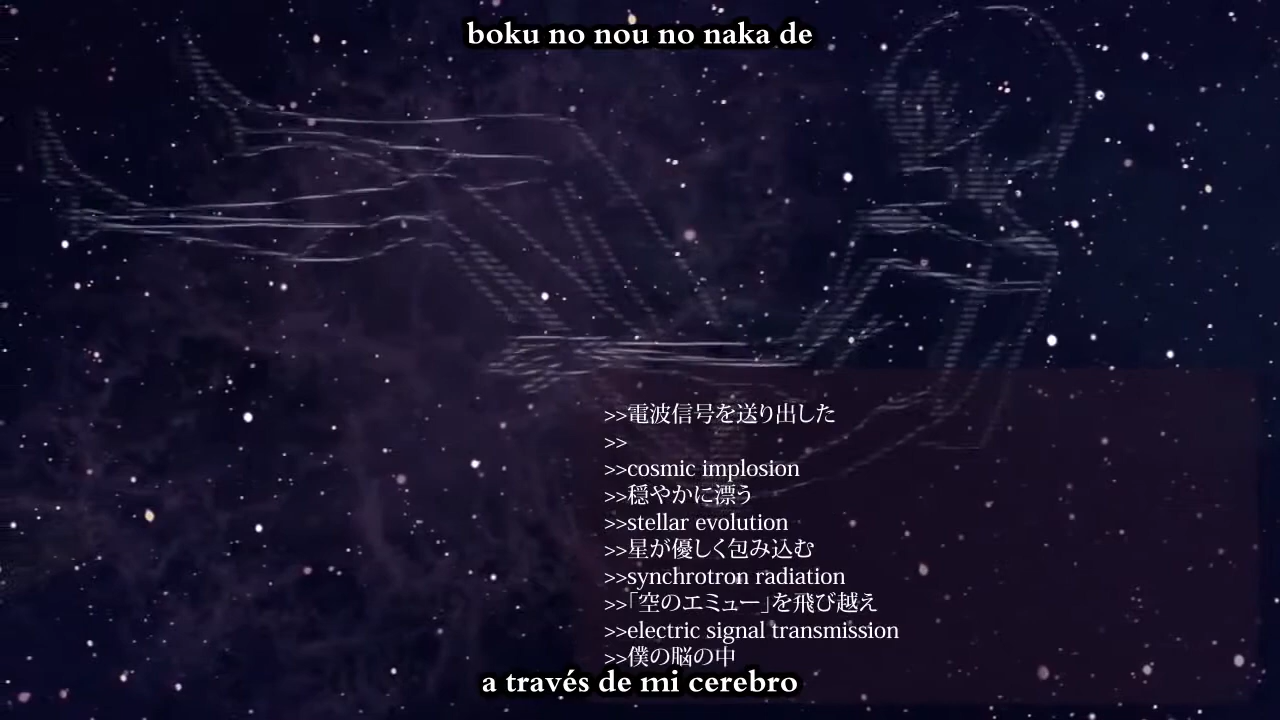 boku no nou no naka de
>>電波信号を送り出した
>>
>>cosmic implosion
>>穏やかに漂う
>>stellar evolution
>>星が優しく包み込む
>>synchrotron radiation
>>「空のエミュー」を飛び越え
>>electric signal transmission
>>僕の脳の中
a través de mi cerebro